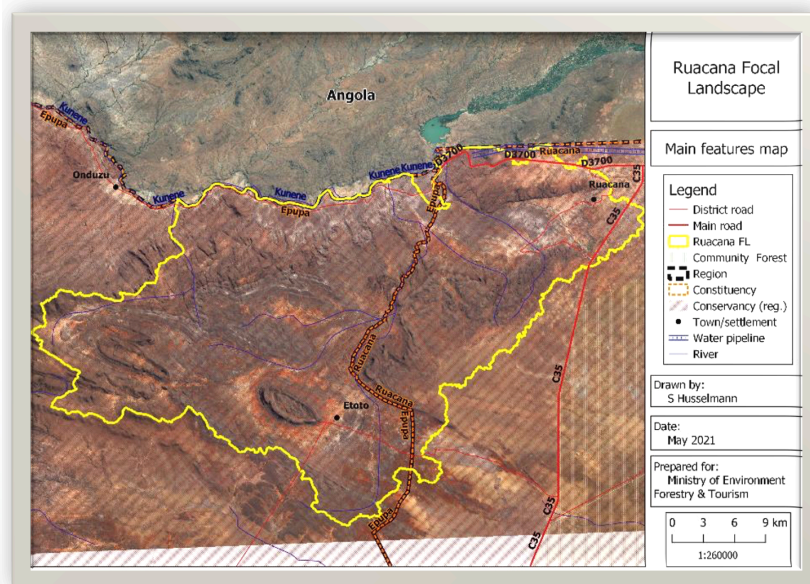 Ruacana Focal
Landscape
Main features map
Legend
District road
Main road
Ruacana FL
Community Forest
Region
Constituency
Conservancy (reg.)
Town/settlement
Water pipeline
River
Drawn by:
S Husselmann
Date:
May 2021
Prepared for:
Ministry of Environment
Forestry & Tourism
0 3 6 9 km
1:260000
Angola
Kunene
Epupa
Onduzu
Kunene
Kunene
Epupa
Kunene Kunene
D3700
D3700
Ruacana
D3700
Epupa
Ruacana
C35
C35
C35
Ruacana
Ruacana
Epupa
Etoto
Epupa
C35
C35